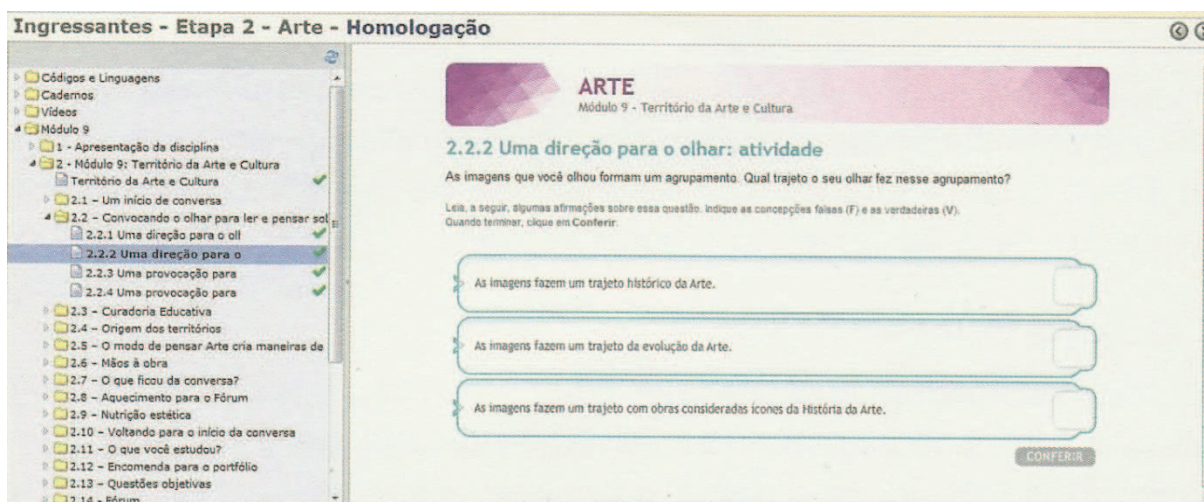 Ingressantes - Etapa 2 - Arte - Homologação
Códigos e Linguagens
Cadernos
Vídeos
Módulo 9
1 - Apresentação da disciplina
2 - Módulo 9: Território da Arte e Cultura
Território da Arte e Cultura
2.1 - Um início de conversa
2.2 - Convocando o olhar para ler e pensar sol
2.2.1 Uma direção para o oll
2.2.2 Uma direção para o
2.2.3 Uma provocação para
2.2.4 Uma provocação para
2.3 - Curadoria Educativa
2.4 - Origem dos territórios
2.5 - O modo de pensar Arte cria maneiras de
2.6 - Mãos à obra
2.7 - O que ficou da conversa?
2.8 - Aquecimento para o Fórum
2.9 - Nutrição estética
2.10 - Voltando para o início da conversa
2.11 - O que você estudou?
2.12 - Encomenda para o portfólio
2.13 - Questões objetivas
2.14 - Fórum
ARTE
Módulo 9 - Território da Arte e Cultura
2.2.2 Uma direção para o olhar: atividade
As imagens que você olhou formam um agrupamento. Qual trajeto o seu olhar fez nesse agrupamento?
Leia, a seguir, algumas afirmações sobre essa questão. Indique as concepções falsas (F) e as verdadeiras (V).
Quando terminar, clique em Conferir.
As imagens fazem um trajeto histórico da Arte.
As imagens fazem um trajeto da evolução da Arte.
As imagens fazem um trajeto com obras consideradas ícones da História da Arte.
CONFERIR